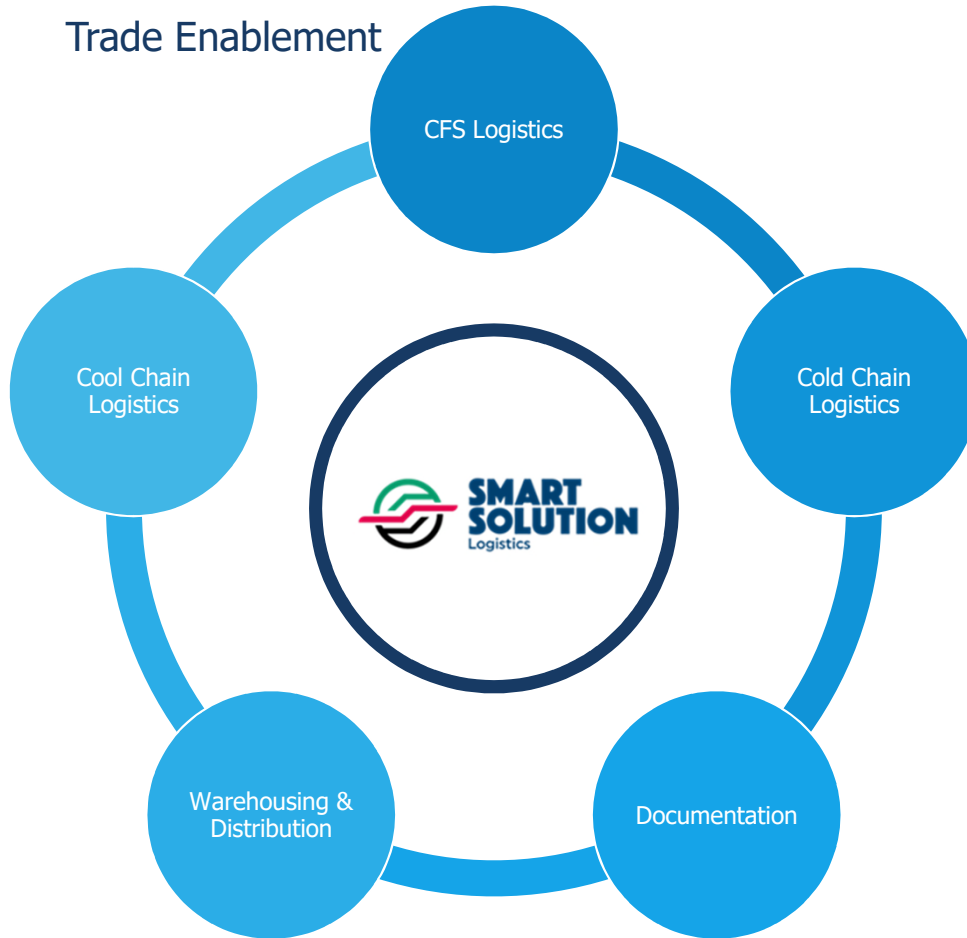 Trade Enablement
CFS Logistics
Cool Chain
Logistics
Cold Chain
Logistics
SMART
SOLUTION
Logistics
Warehousing &
Distribution
Documentation